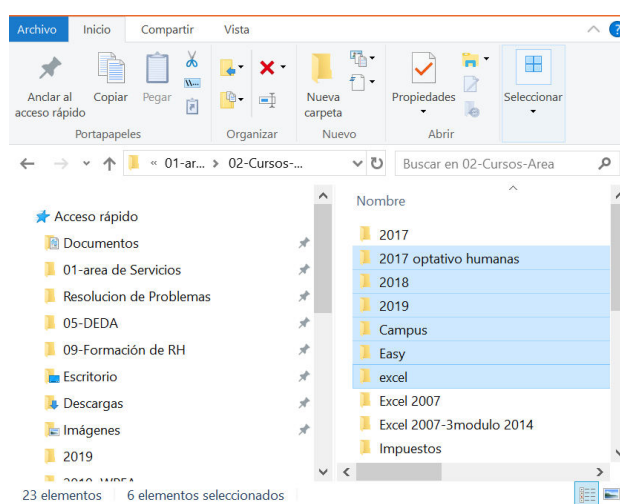 Archivo Inicio Compartir Vista
Anclar al acceso rápido
Copiar
Pegar
Nueva carpeta
Propiedades
Seleccionar
Portapapeles Organizar Nuevo Abrir
« 01-ar... > 02-Cursos-...
Buscar en 02-Cursos-Area
Acceso rápido
Documentos
01-area de Servicios
Resolucion de Problemas
05-DEDA
09-Formación de RH
Escritorio
Descargas
Imágenes
2019
Nombre
2017
2017 optativo humanas
2018
2019
Campus
Easy
excel
Excel 2007
Excel 2007-3modulo 2014
Impuestos
23 elementos 6 elementos seleccionados